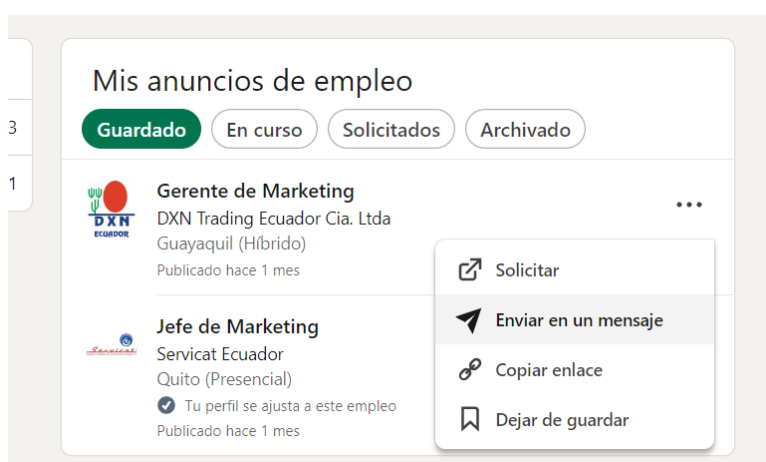 Mis anuncios de empleo
3
Guardado En curso Solicitados Archivado
1
DXN
ECUADOR
Gerente de Marketing
DXN Trading Ecuador Cia. Ltda
Guayaquil (Híbrido)
Publicado hace 1 mes
Solicitar
Enviar en un mensaje
Copiar enlace
Dejar de guardar
Servicat
Jefe de Marketing
Servicat Ecuador
Quito (Presencial)
Tu perfil se ajusta a este empleo
Publicado hace 1 mes